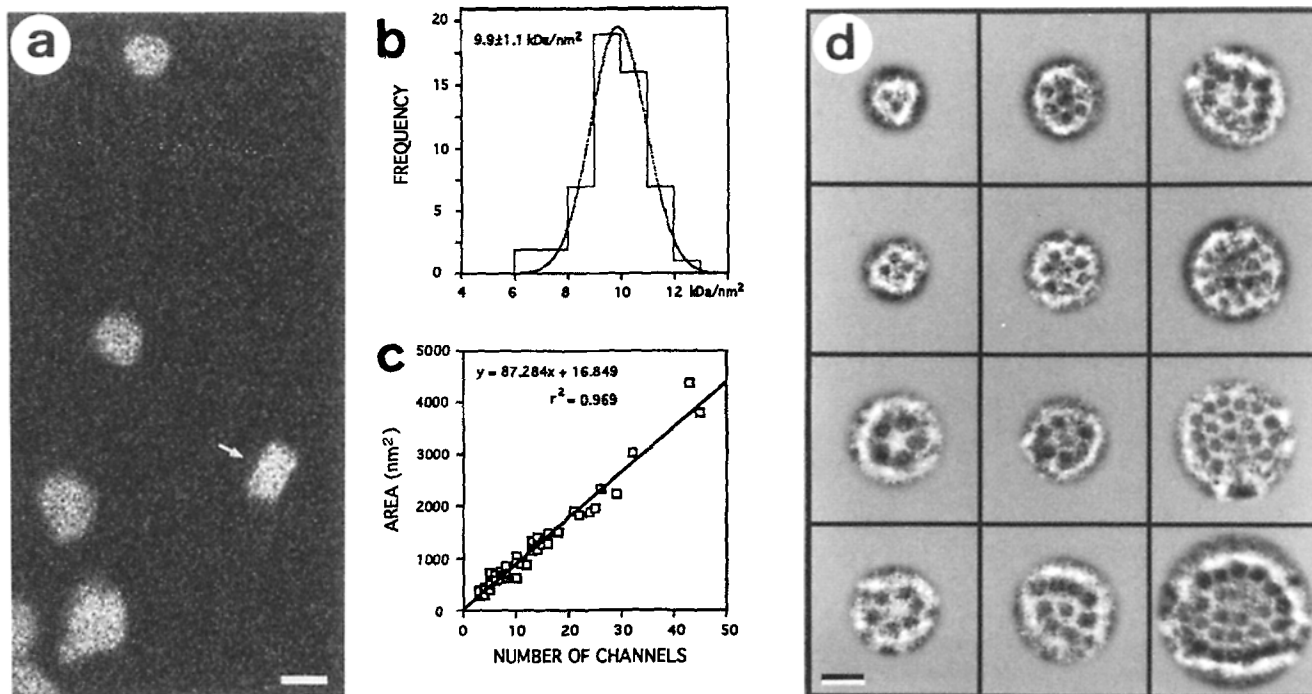 a
b
9.9±1.1 kDa/nm²
FREQUENCY
20
15
10
5
0
4
6
8
10
12
kDa/nm²
c
y = 87.284x + 16.849
r² = 0.969
AREA (nm²)
5000
4000
3000
2000
1000
0
0
10
20
30
40
50
NUMBER OF CHANNELS
d